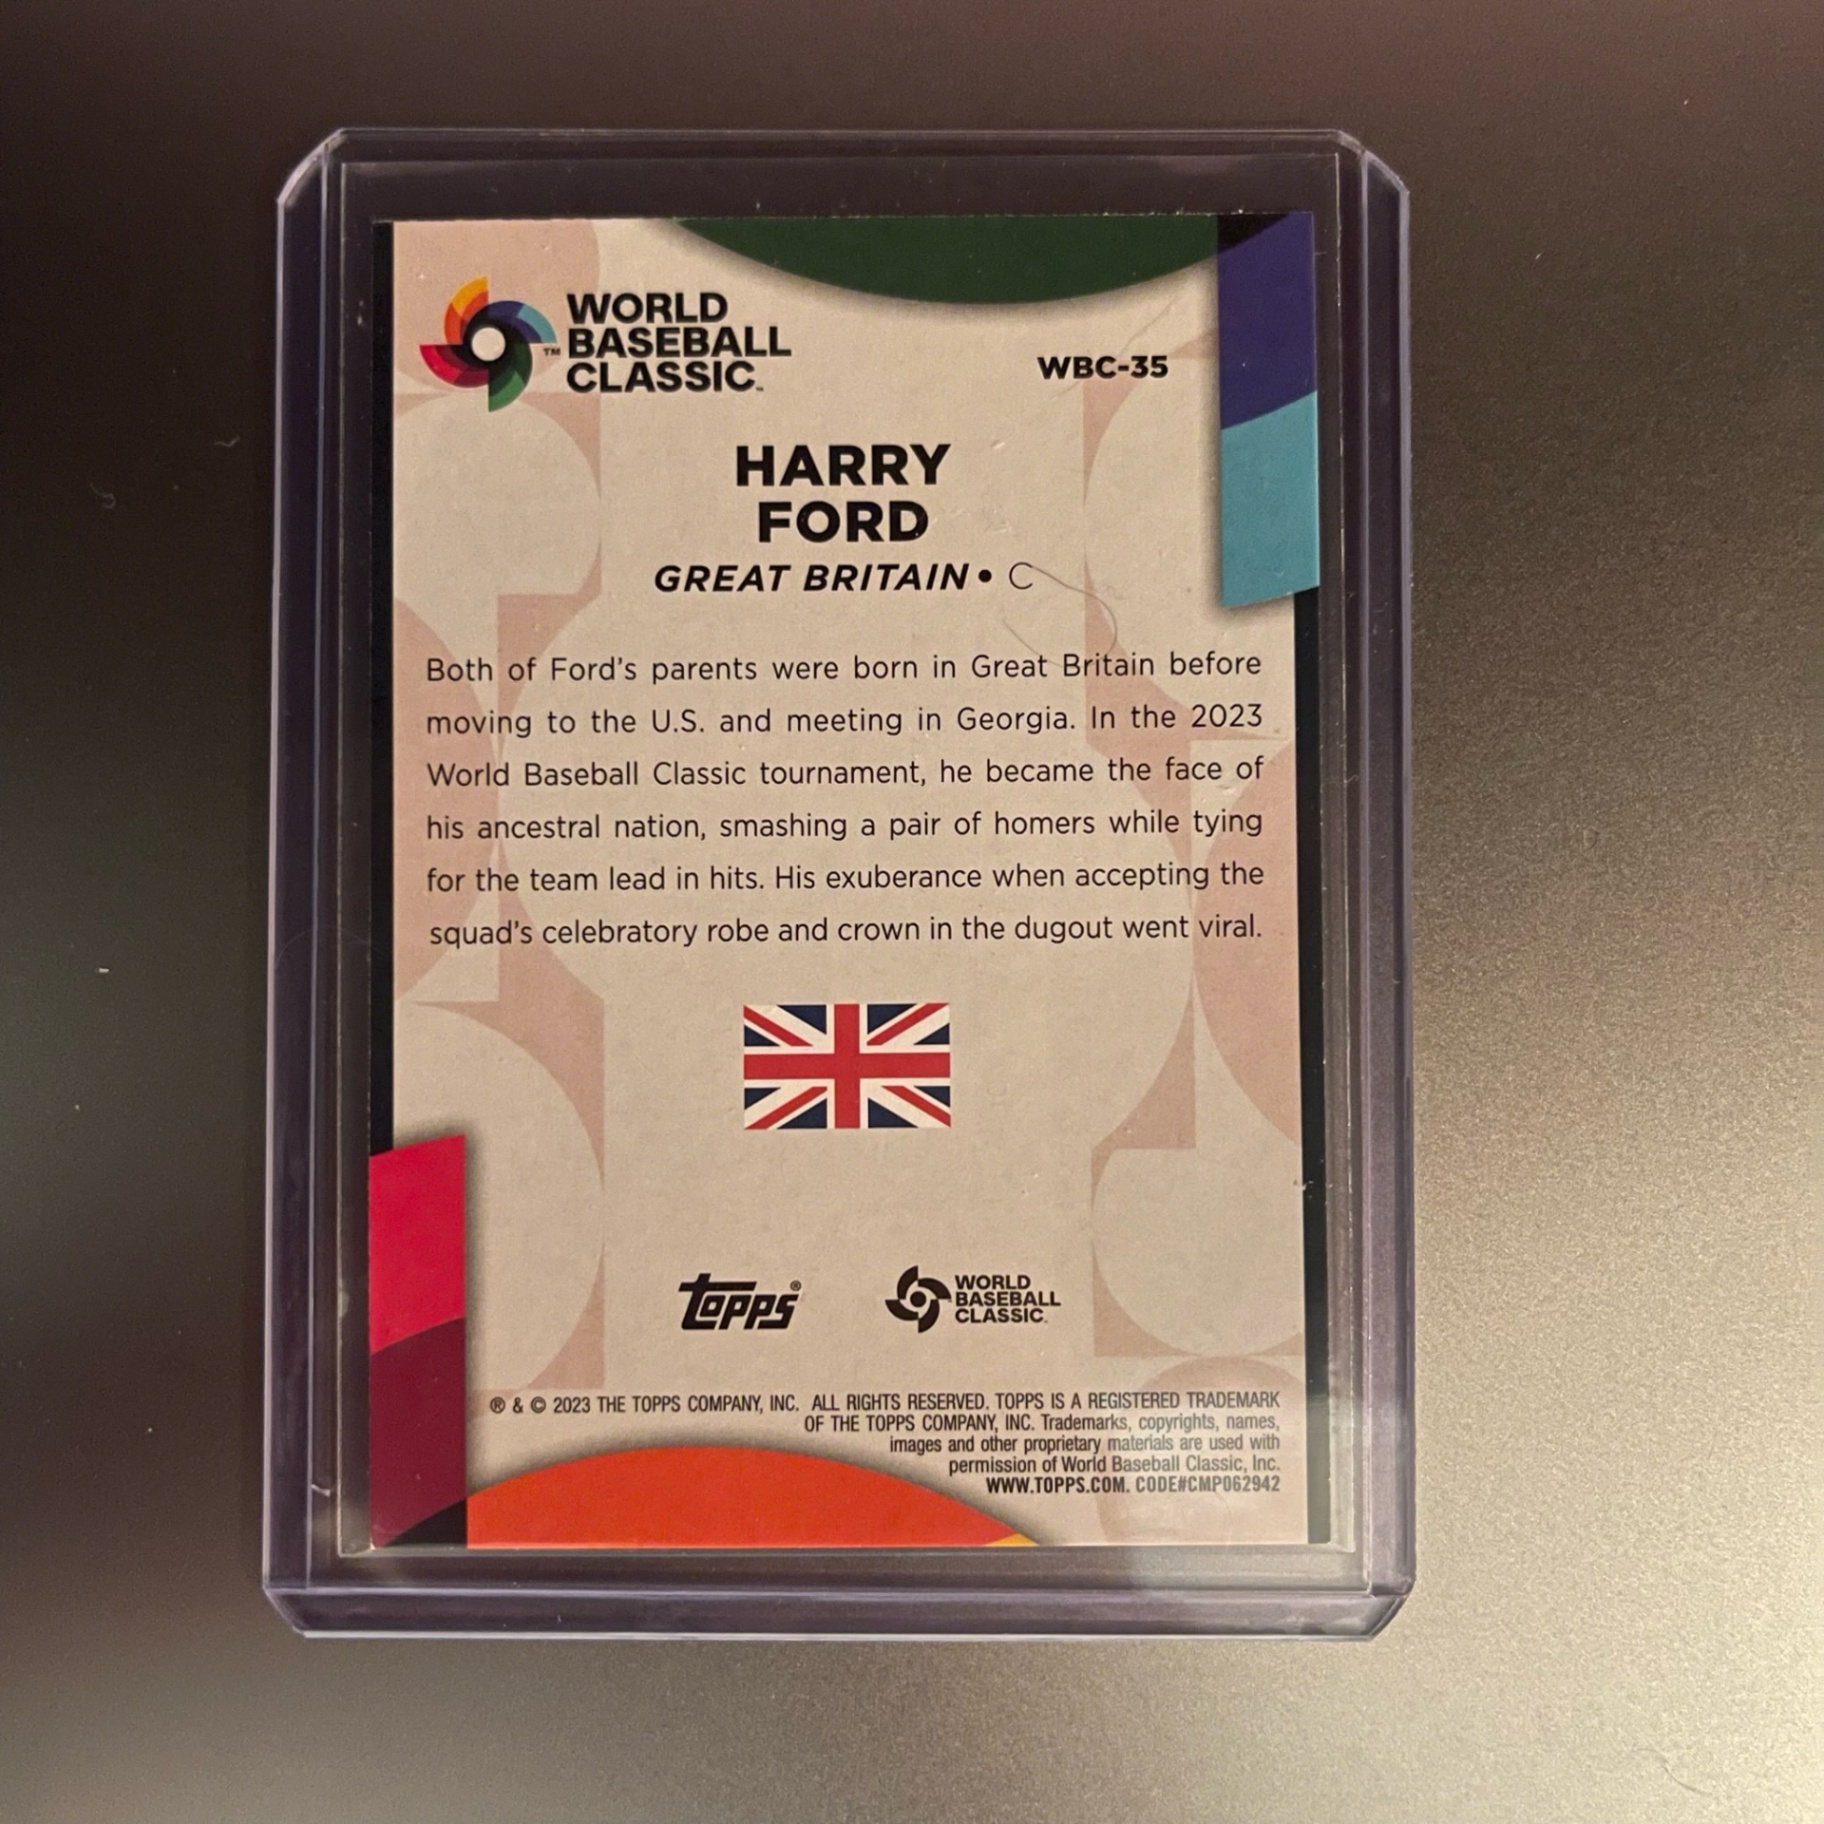 WORLD
BASEBALL
CLASSIC™
WBC-35
HARRY
FORD
GREAT BRITAIN • C
Both of Ford's parents were born in Great Britain before
moving to the U.S. and meeting in Georgia. In the 2023
World Baseball Classic tournament, he became the face of
his ancestral nation, smashing a pair of homers while tying
for the team lead in hits. His exuberance when accepting the
squad's celebratory robe and crown in the dugout went viral.
topps®
WORLD
BASEBALL
CLASSIC
® & © 2023 THE TOPPS COMPANY, INC. ALL RIGHTS RESERVED. TOPPS IS A REGISTERED TRADEMARK
OF THE TOPPS COMPANY, INC. Trademarks, copyrights, names,
images and other proprietary materials are used with
permission of World Baseball Classic, Inc.
WWW.TOPPS.COM. CODE#CMP062942